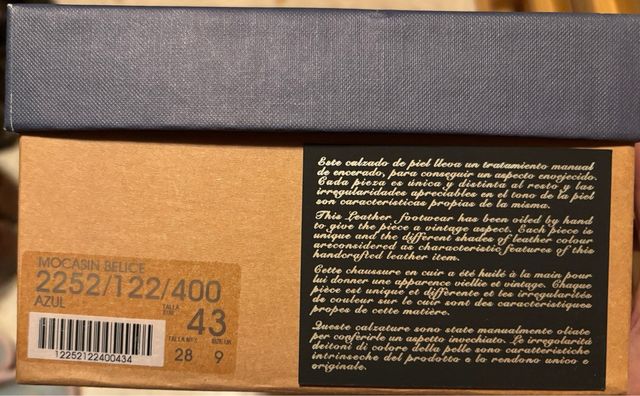 Este calzado de piel lleva un tratamiento manual
de encerado, para conseguir un aspecto envejecido.
Cada pieza es única y distinta al resto y las
irregularidades apreciables en el tono de la piel
son características propias de la misma.
This Leather footwear has been oiled by hand
to give the piece a vintage aspect. Each piece is
unique and the different shades of leather colour
areconsidered as characteristic features of this
handcrafted leather item.
Cette chaussure en cuir a été huilé à la main pour
lui donner une apparence viellie et vintage. Chaque
pièce est unique et différente et les irregularités
de couleur sur le cuir sont des caractéristiques
propes de cette matière.
Queste calzature sono state manualmente oliate
per conferirle un aspetto invechiato. Le irregolarità
deitoni di colore della pelle sono caratteristiche
intrinseche del prodotto e lo rendono unico e
originale.
MOCASIN BELICE
2252/122/400
AZUL
TALLA
SIZE
43
12252122400434
TALLA MEX
28
SIZE UK
9